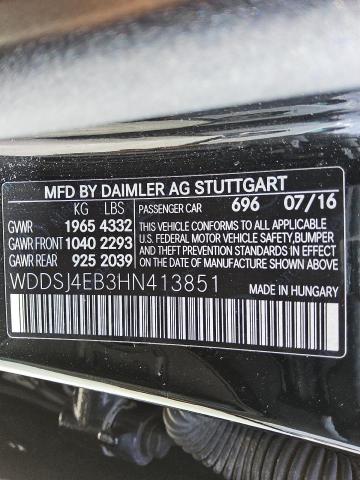 MFD BY DAIMLER AG STUTTGART
KG LBS PASSENGER CAR 696 07/16
GVWR 1965 4332 THIS VEHICLE CONFORMS TO ALL APPLICABLE
GAWR FRONT 1040 2293 U.S. FEDERAL MOTOR VEHICLE SAFETY, BUMPER
GAWR REAR 925 2039 AND THEFT PREVENTION STANDARDS IN EFFECT
ON THE DATE OF MANUFACTURE SHOWN ABOVE.
WDDSJ4EB3HN413851 MADE IN HUNGARY